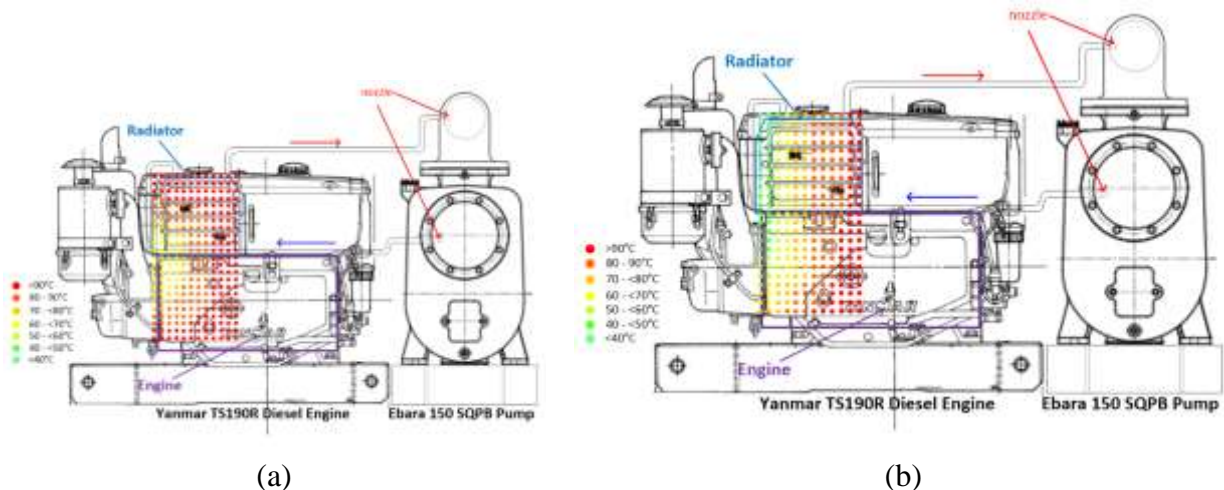 nozzle
Radiator
>90°C
80 - 90°C
70 - <80°C
60 - <70°C
50 - <60°C
40 - <50°C
<40°C
Engine
Yanmar TS190R Diesel Engine
Ebara 150 SQPB Pump
(a)
nozzle
Radiator
>90°C
80 - 90°C
70 - <80°C
60 - <70°C
50 - <60°C
40 - <50°C
<40°C
Engine
Yanmar TS190R Diesel Engine
Ebara 150 SQPB Pump
(b)